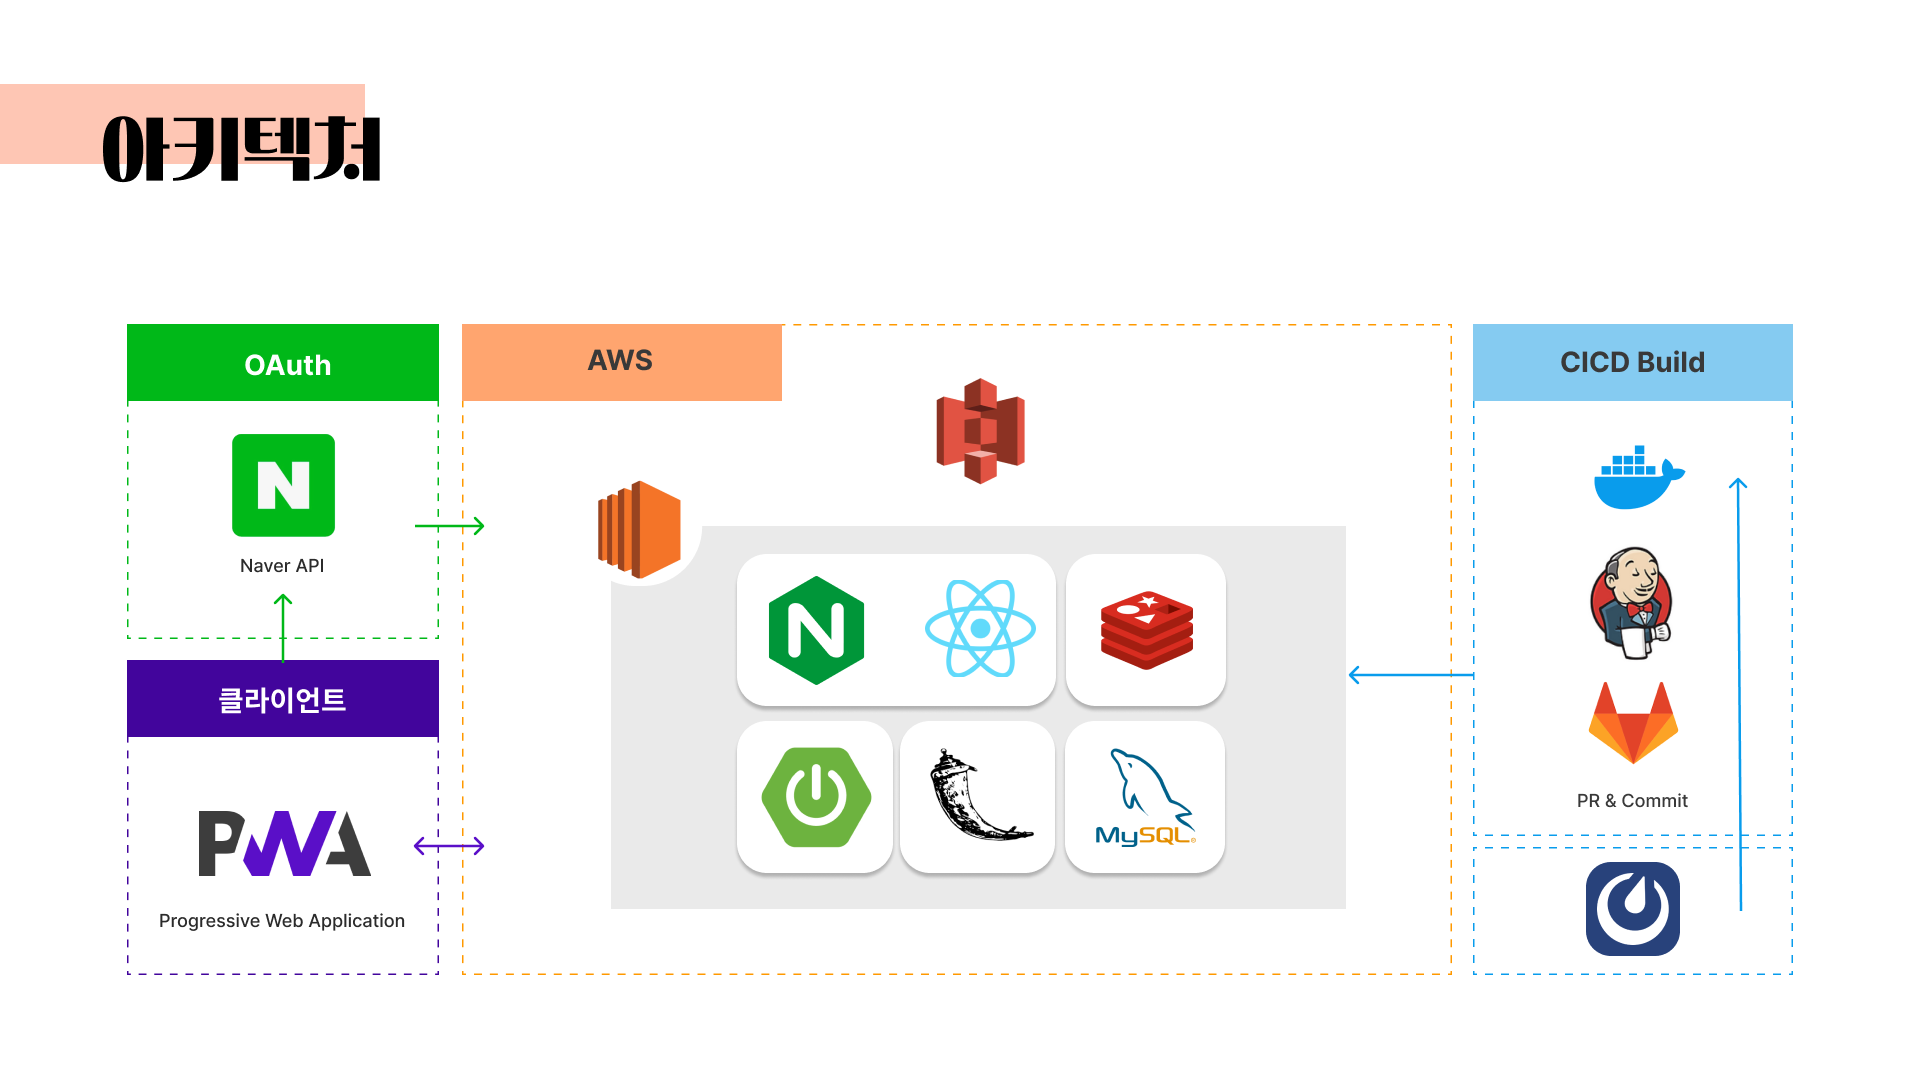 아키텍쳐
OAuth
Naver API
클라이언트
PWA
Progressive Web Application
AWS
N
N
MySQL®
CICD Build
PR & Commit